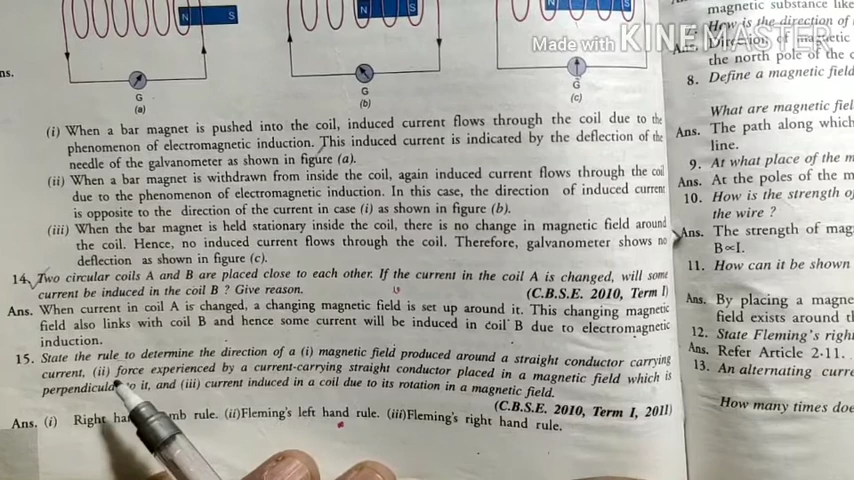 N S
N S
N S
Made with KINEMASTER
G
(a)
G
(b)
G
(c)
ns.
(i) When a bar magnet is pushed into the coil, induced current flows through the coil due to the
phenomenon of electromagnetic induction. This induced current is indicated by the deflection of the
needle of the galvanometer as shown in figure (a).
(ii) When a bar magnet is withdrawn from inside the coil, again induced current flows through the coil
due to the phenomenon of electromagnetic induction. In this case, the direction of induced current
is opposite to the direction of the current in case (i) as shown in figure (b).
(iii) When the bar magnet is held stationary inside the coil, there is no change in magnetic field around
the coil. Hence, no induced current flows through the coil. Therefore, galvanometer shows no
deflection as shown in figure (c).
14. Two circular coils A and B are placed close to each other. If the current in the coil A is changed, will some
current be induced in the coil B ? Give reason.
(C.B.S.E. 2010, Term I)
Ans. When current in coil A is changed, a changing magnetic field is set up around it. This changing magnetic
field also links with coil B and hence some current will be induced in coil B due to electromagnetic
induction.
15. State the rule to determine the direction of a (i) magnetic field produced around a straight conductor carrying
current, (ii) force experienced by a current-carrying straight conductor placed in a magnetic field which is
perpendicular to it, and (iii) current induced in a coil due to its rotation in a magnetic field.
(C.B.S.E. 2010, Term I, 2011)
Ans. (i) Right ha mb rule. (ii)Fleming's left hand rule. (iii)Fleming's right hand rule.
magnetic substance like
7. How is the direction of
Ans. Direction of magnetic
the north pole of the c
8. Define a magnetic field
What are magnetic fiel
Ans. The path along which
line.
9. At what place of the m
Ans. At the poles of the m
10. How is the strength of
the wire ?
Ans. The strength of mag
B∝I.
11. How can it be shown
Ans. By placing a magne
field exists around th
12. State Fleming's right
Ans. Refer Article 2·11.
13. An alternating curre
How many times doe